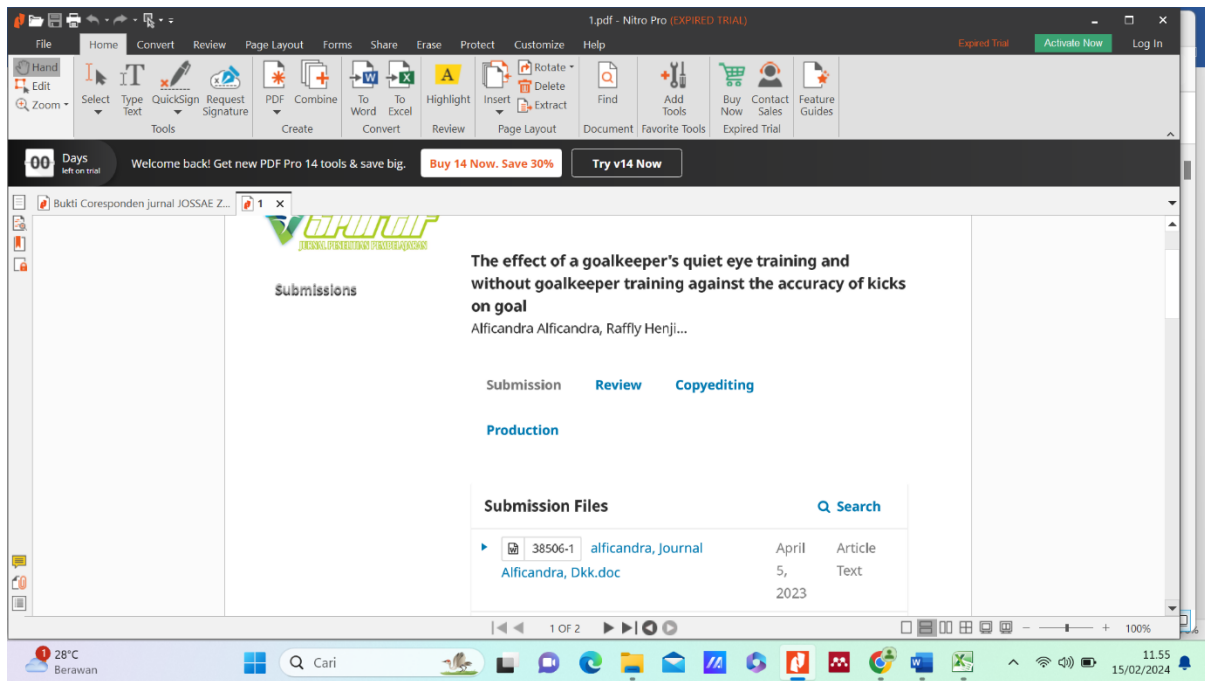 1.pdf - Nitro Pro (EXPIRED TRIAL)
File Home Convert Review Page Layout Forms Share Erase Protect Customize Help Expired Trial Activate Now Log In
Hand
Edit
Zoom
Select
Type Text
QuickSign
Request Signature
Tools
PDF
Combine
Create
To Word
To Excel
Convert
Highlight
Review
Insert
Rotate
Delete
Extract
Page Layout
Find
Document
Add Tools
Favorite Tools
Buy Now
Contact Sales
Expired Trial
Feature Guides
00 Days left on trial
Welcome back! Get new PDF Pro 14 tools & save big. Buy 14 Now. Save 30% Try v14 Now
Bukti Coresponden jurnal JOSSAE Z... 1
JURNAL PENELITIAN PEMBELAJARAN
Submissions
The effect of a goalkeeper's quiet eye training and
without goalkeeper training against the accuracy of kicks
on goal
Alficandra Alficandra, Raffly Henji...
Submission Review Copyediting
Production
Submission Files Search
38506-1 alficandra, Journal
Alficandra, Dkk.doc
April
5,
2023
Article
Text
1 OF 2
100%
1
28°C
Berawan
Cari
11.55
15/02/2024